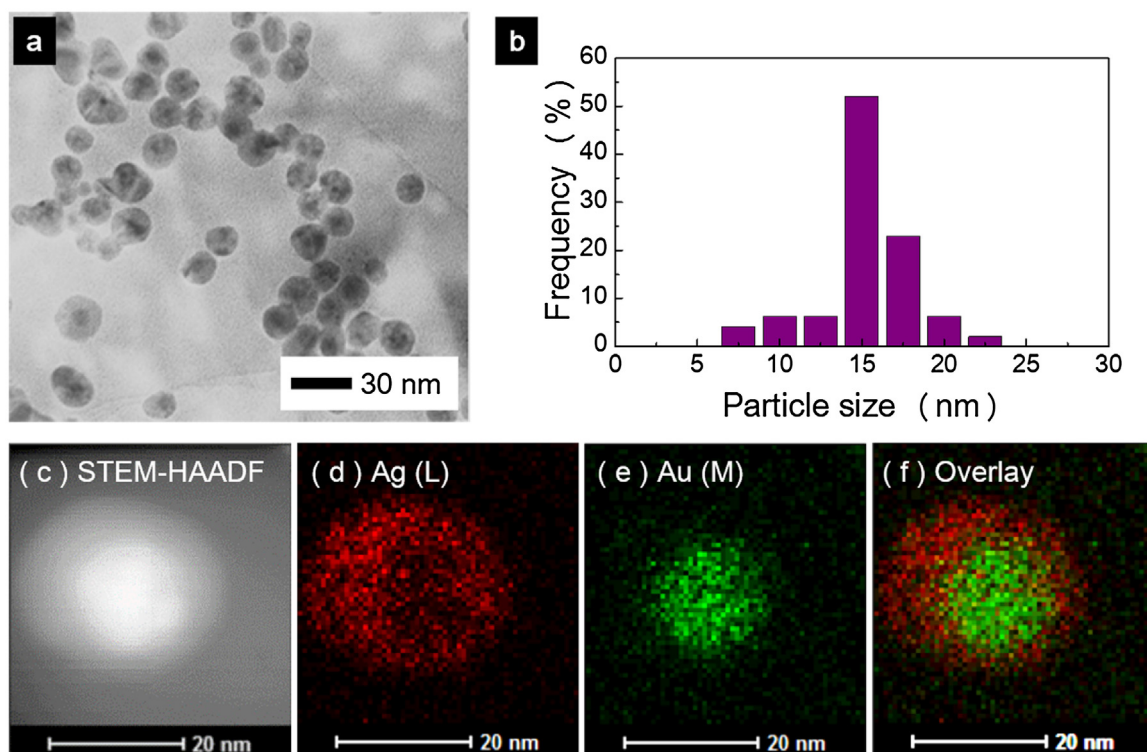 a
30 nm
b
Frequency (%)
60
50
40
30
20
10
0
0 5 10 15 20 25 30
Particle size (nm)
( c ) STEM-HAADF
20 nm
( d ) Ag (L)
20 nm
( e ) Au (M)
20 nm
( f ) Overlay
20 nm